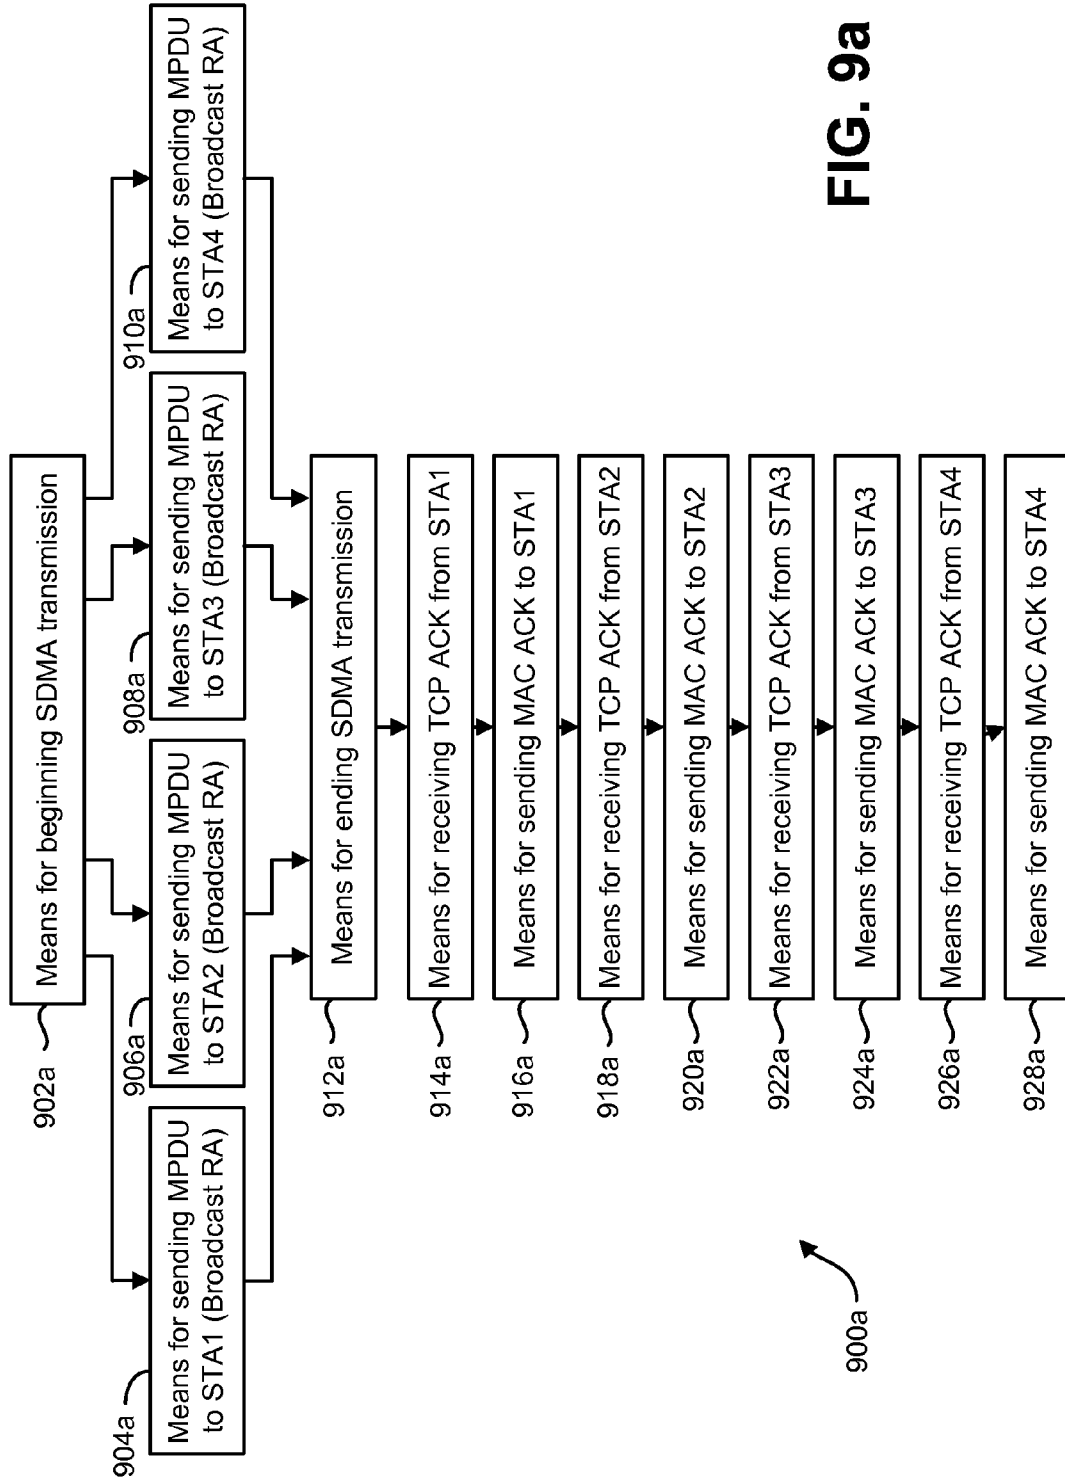 902a
Means for beginning SDMA transmission
904a
Means for sending MPDU
to STA1 (Broadcast RA)
906a
Means for sending MPDU
to STA2 (Broadcast RA)
908a
Means for sending MPDU
to STA3 (Broadcast RA)
910a
Means for sending MPDU
to STA4 (Broadcast RA)
912a
Means for ending SDMA transmission
914a
Means for receiving TCP ACK from STA1
916a
Means for sending MAC ACK to STA1
918a
Means for receiving TCP ACK from STA2
920a
Means for sending MAC ACK to STA2
922a
Means for receiving TCP ACK from STA3
924a
Means for sending MAC ACK to STA3
926a
Means for receiving TCP ACK from STA4
928a
Means for sending MAC ACK to STA4
900a
FIG. 9a